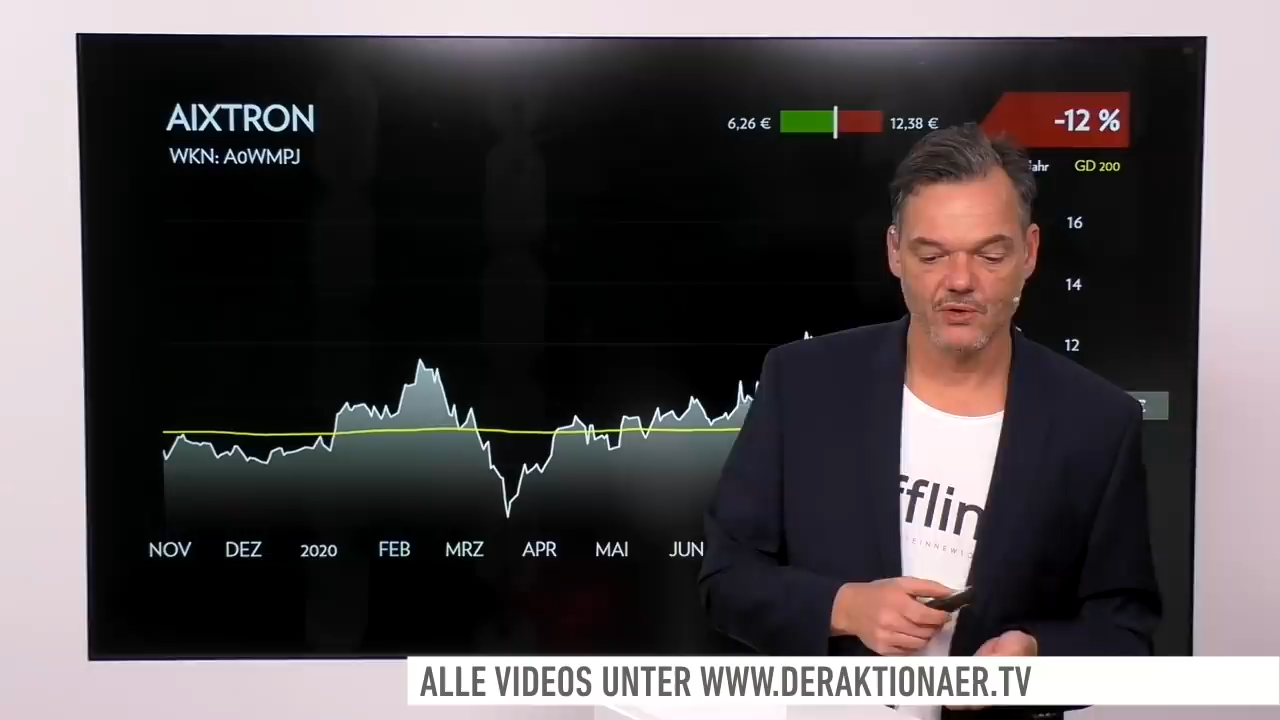 AIXTRON
WKN: A0WMPJ
6,26 €
12,38 €
-12 %
GD 200
16
14
12
NOV DEZ 2020 FEB MRZ APR MAI JUN
ALLE VIDEOS UNTER WWW.DERAKTIONAER.TV